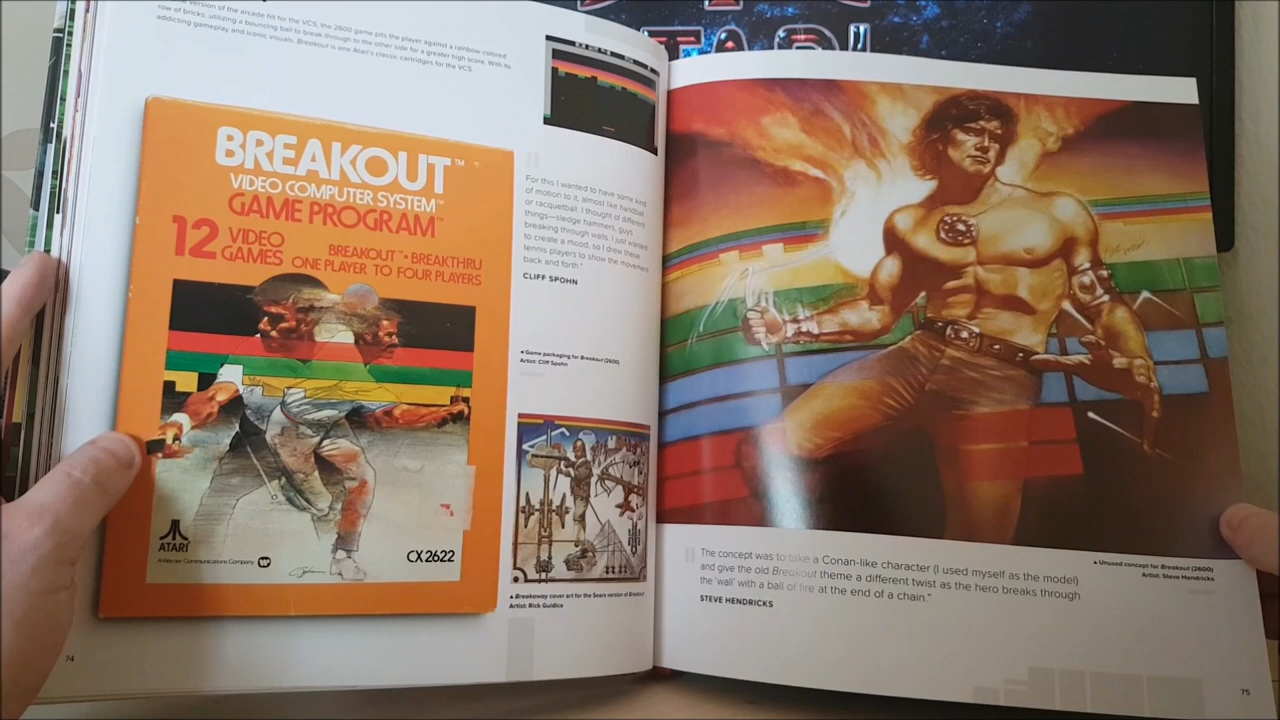 version of the arcade hit for the VCS, the 2600 game pits the player against a rainbow-colored
row of bricks, utilizing a bouncing ball to break through to the other side for a greater high score. With its
addicting gameplay and iconic visuals, Breakout is one Atari's classic cartridges for the VCS.
BREAKOUT™
VIDEO COMPUTER SYSTEM™
GAME PROGRAM™
12 VIDEO GAMES
BREAKOUT™ • BREAKTHRU
ONE PLAYER TO FOUR PLAYERS
ATARI
A Warner Communications Company
CX2622
For this I wanted to have some kind
of motion to it, almost like handball
or racquetball. I thought of different
things—sledge hammers, guys
breaking through walls. I just wanted
to create a mood, so I drew these
tennis players to show the movement
back and forth."
CLIFF SPOHN
◂ Game packaging for Breakout (2600)
Artist: Cliff Spohn
▴ Breakaway cover art for the Sears version of Breakout
Artist: Rick Guidice
74
ATARI
The concept was to take a Conan-like character (I used myself as the model)
and give the old Breakout theme a different twist as the hero breaks through
the 'wall' with a ball of fire at the end of a chain."
STEVE HENDRICKS
▴ Unused concept for Breakout (2600)
Artist: Steve Hendricks
75